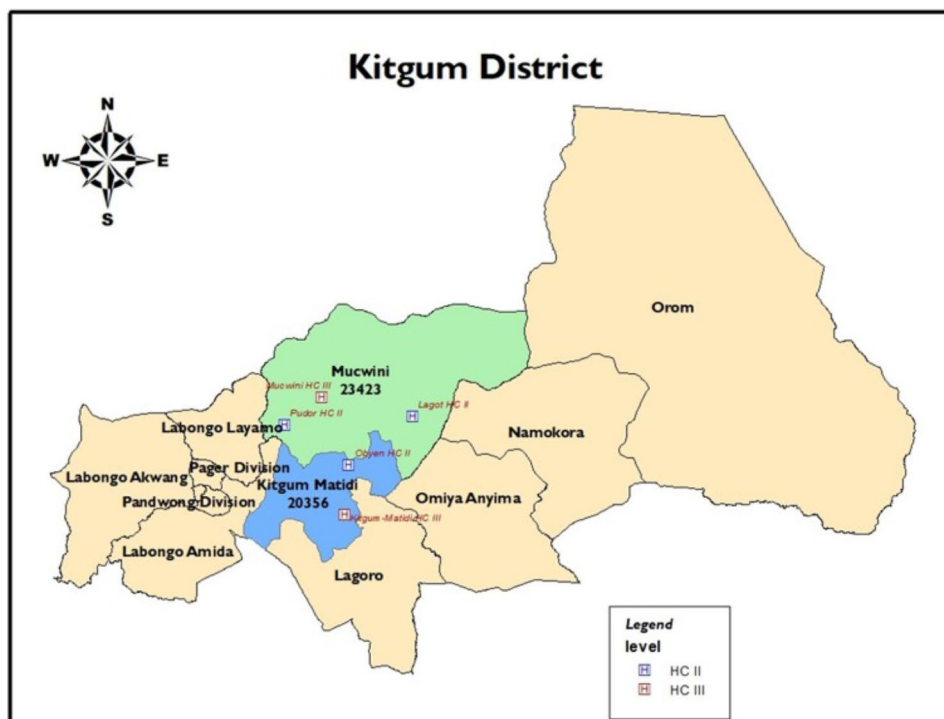 Kitgum District
N
W E
S
Orom
Mucwini
23423
Mucwini HC III
Lagot HC II
Pudor HC II
Labongo Layamo
Namokora
Obyen HC II
Pager Division
Labongo Akwang
Kitgum Matidi
20356
Omiya Anyima
Pandwong Division
Kitgum-Matidi HC III
Labongo Amida
Lagoro
Legend
level
H HC II
H HC III